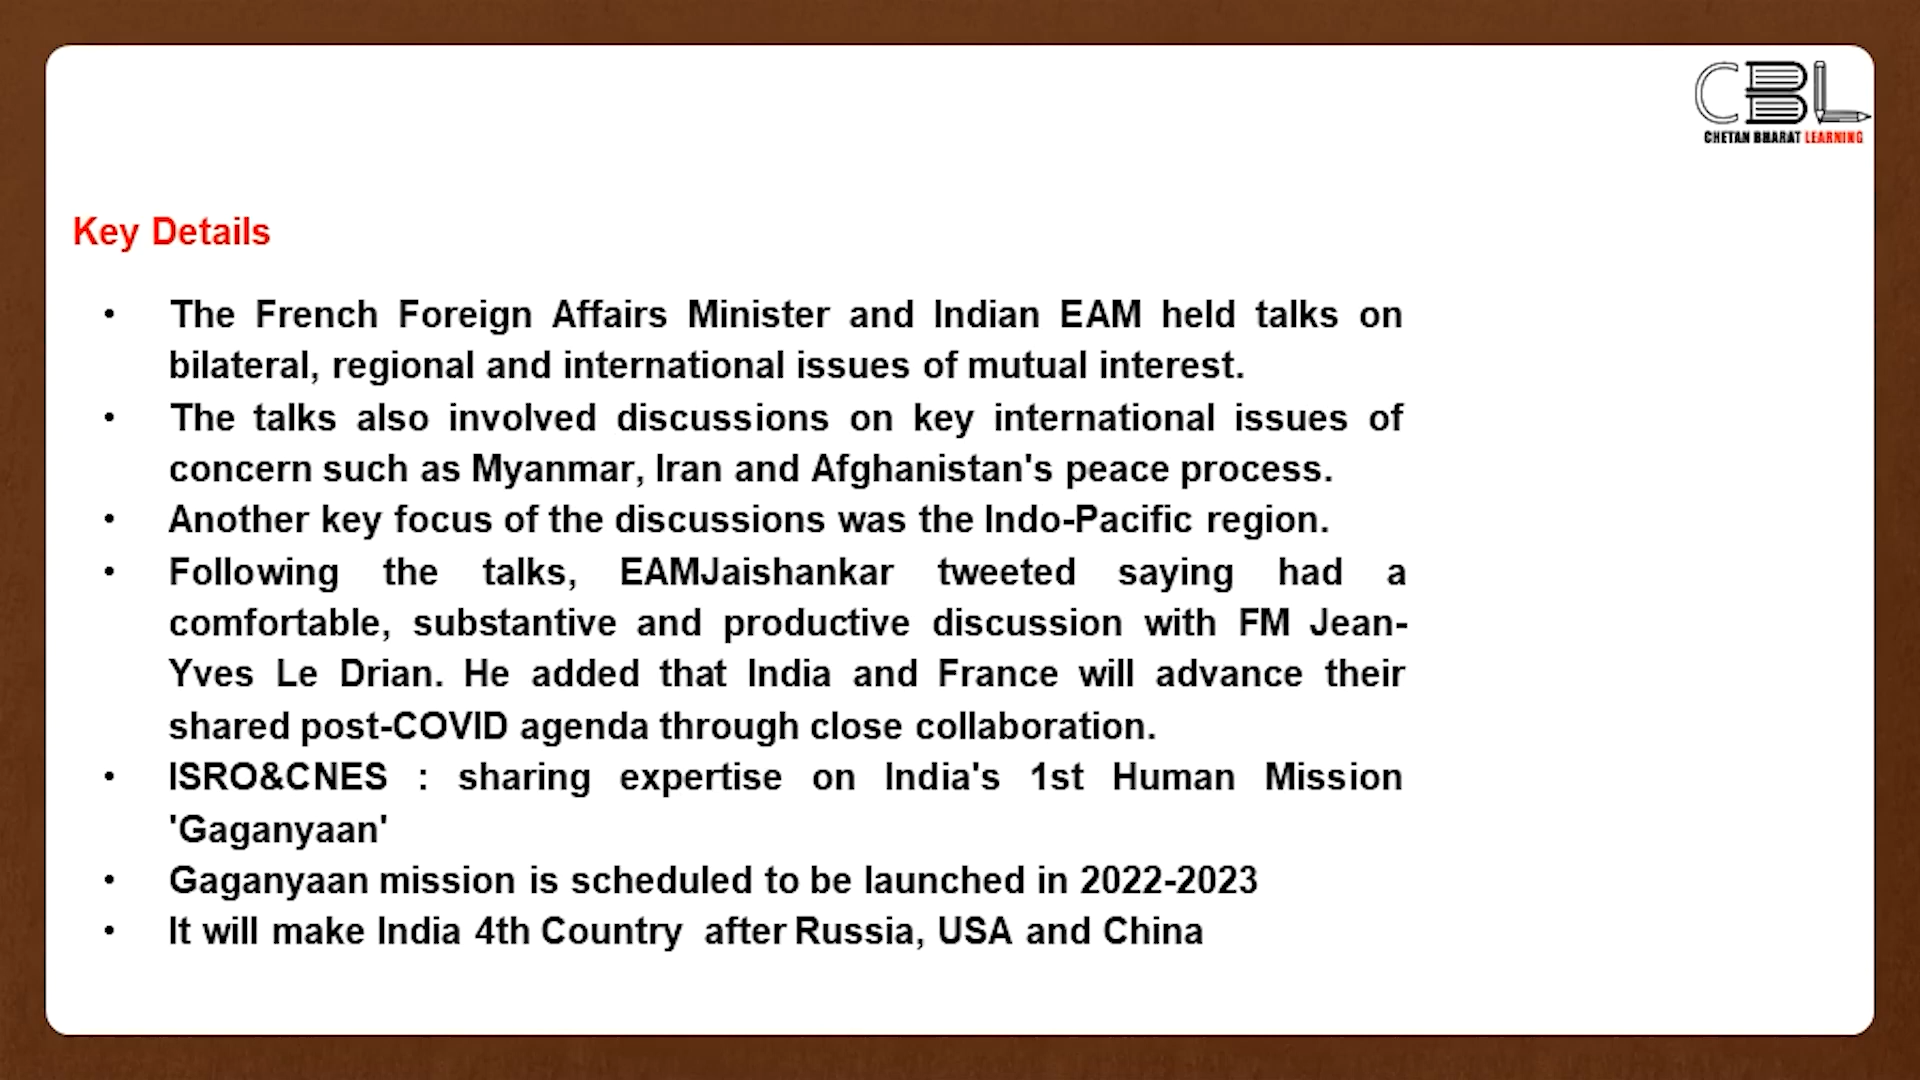 CBL
CHETAN BHARAT LEARNING
Key Details
• The French Foreign Affairs Minister and Indian EAM held talks on
bilateral, regional and international issues of mutual interest.
• The talks also involved discussions on key international issues of
concern such as Myanmar, Iran and Afghanistan's peace process.
• Another key focus of the discussions was the Indo-Pacific region.
• Following the talks, EAMJaishankar tweeted saying had a
comfortable, substantive and productive discussion with FM Jean-
Yves Le Drian. He added that India and France will advance their
shared post-COVID agenda through close collaboration.
• ISRO&CNES : sharing expertise on India's 1st Human Mission
'Gaganyaan'
• Gaganyaan mission is scheduled to be launched in 2022-2023
• It will make India 4th Country after Russia, USA and China